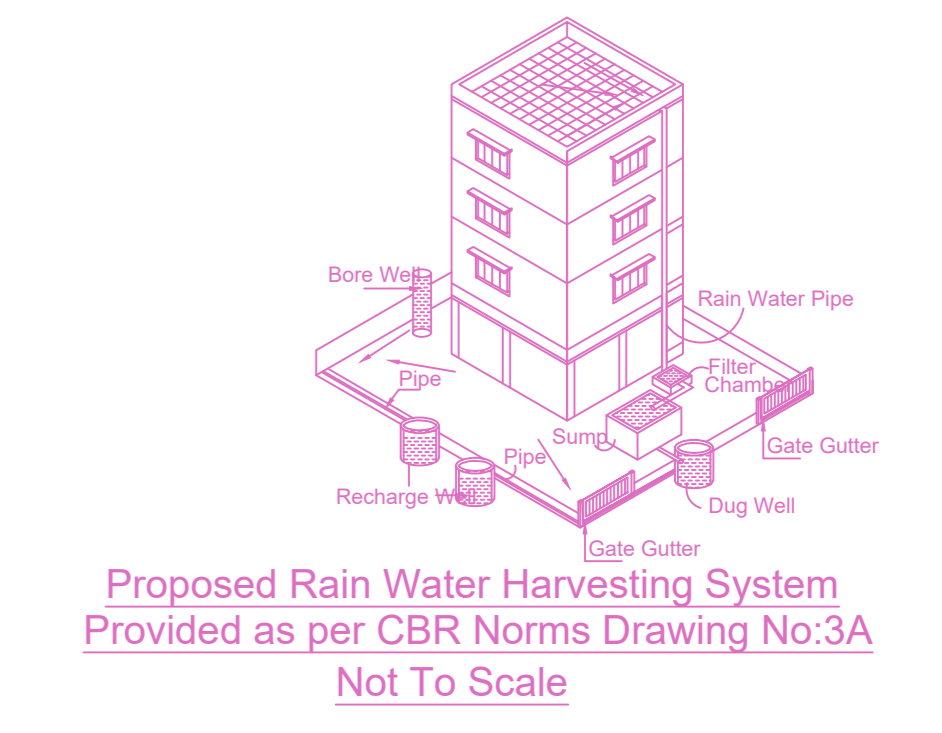 Bore Well
Rain Water Pipe
Filter
Chamber
Pipe
Sump
Gate Gutter
Pipe
Recharge Well
Dug Well
Gate Gutter
Proposed Rain Water Harvesting System
Provided as per CBR Norms Drawing No:3A
Not To Scale